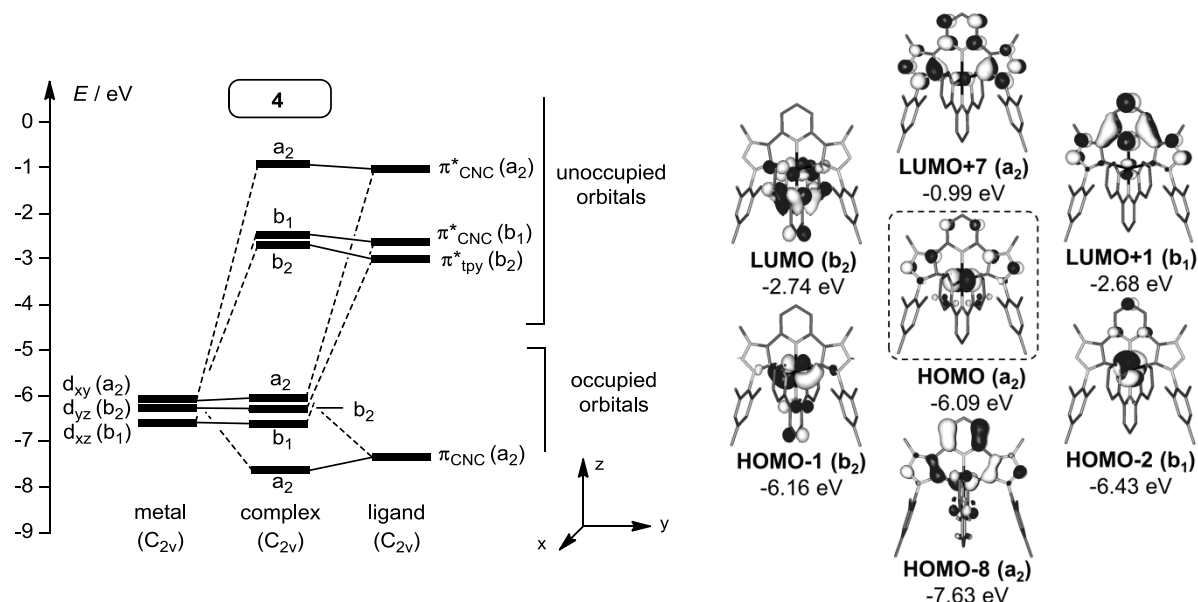 E / eV
4
0
-1
-2
-3
-4
-5
-6
-7
-8
-9
a2
π*CNC (a2)
b1
π*CNC (b1)
b2
π*tpy (b2)
unoccupied
orbitals
dxy (a2)
a2
dyz (b2)
b2
dxz (b1)
b1
occupied
orbitals
πCNC (a2)
a2
metal
(C2v)
complex
(C2v)
ligand
(C2v)
z
y
x
LUMO+7 (a2)
-0.99 eV
LUMO (b2)
-2.74 eV
LUMO+1 (b1)
-2.68 eV
HOMO (a2)
-6.09 eV
HOMO-1 (b2)
-6.16 eV
HOMO-2 (b1)
-6.43 eV
HOMO-8 (a2)
-7.63 eV